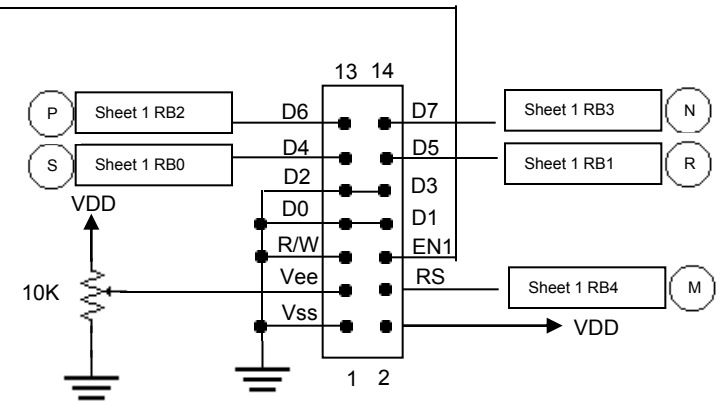 13 14
P Sheet 1 RB2 D6 D7 Sheet 1 RB3 N
S Sheet 1 RB0 D4 D5 Sheet 1 RB1 R
D2 D3
VDD
D0 D1
R/W EN1
10K Vee RS Sheet 1 RB4 M
Vss VDD
1 2